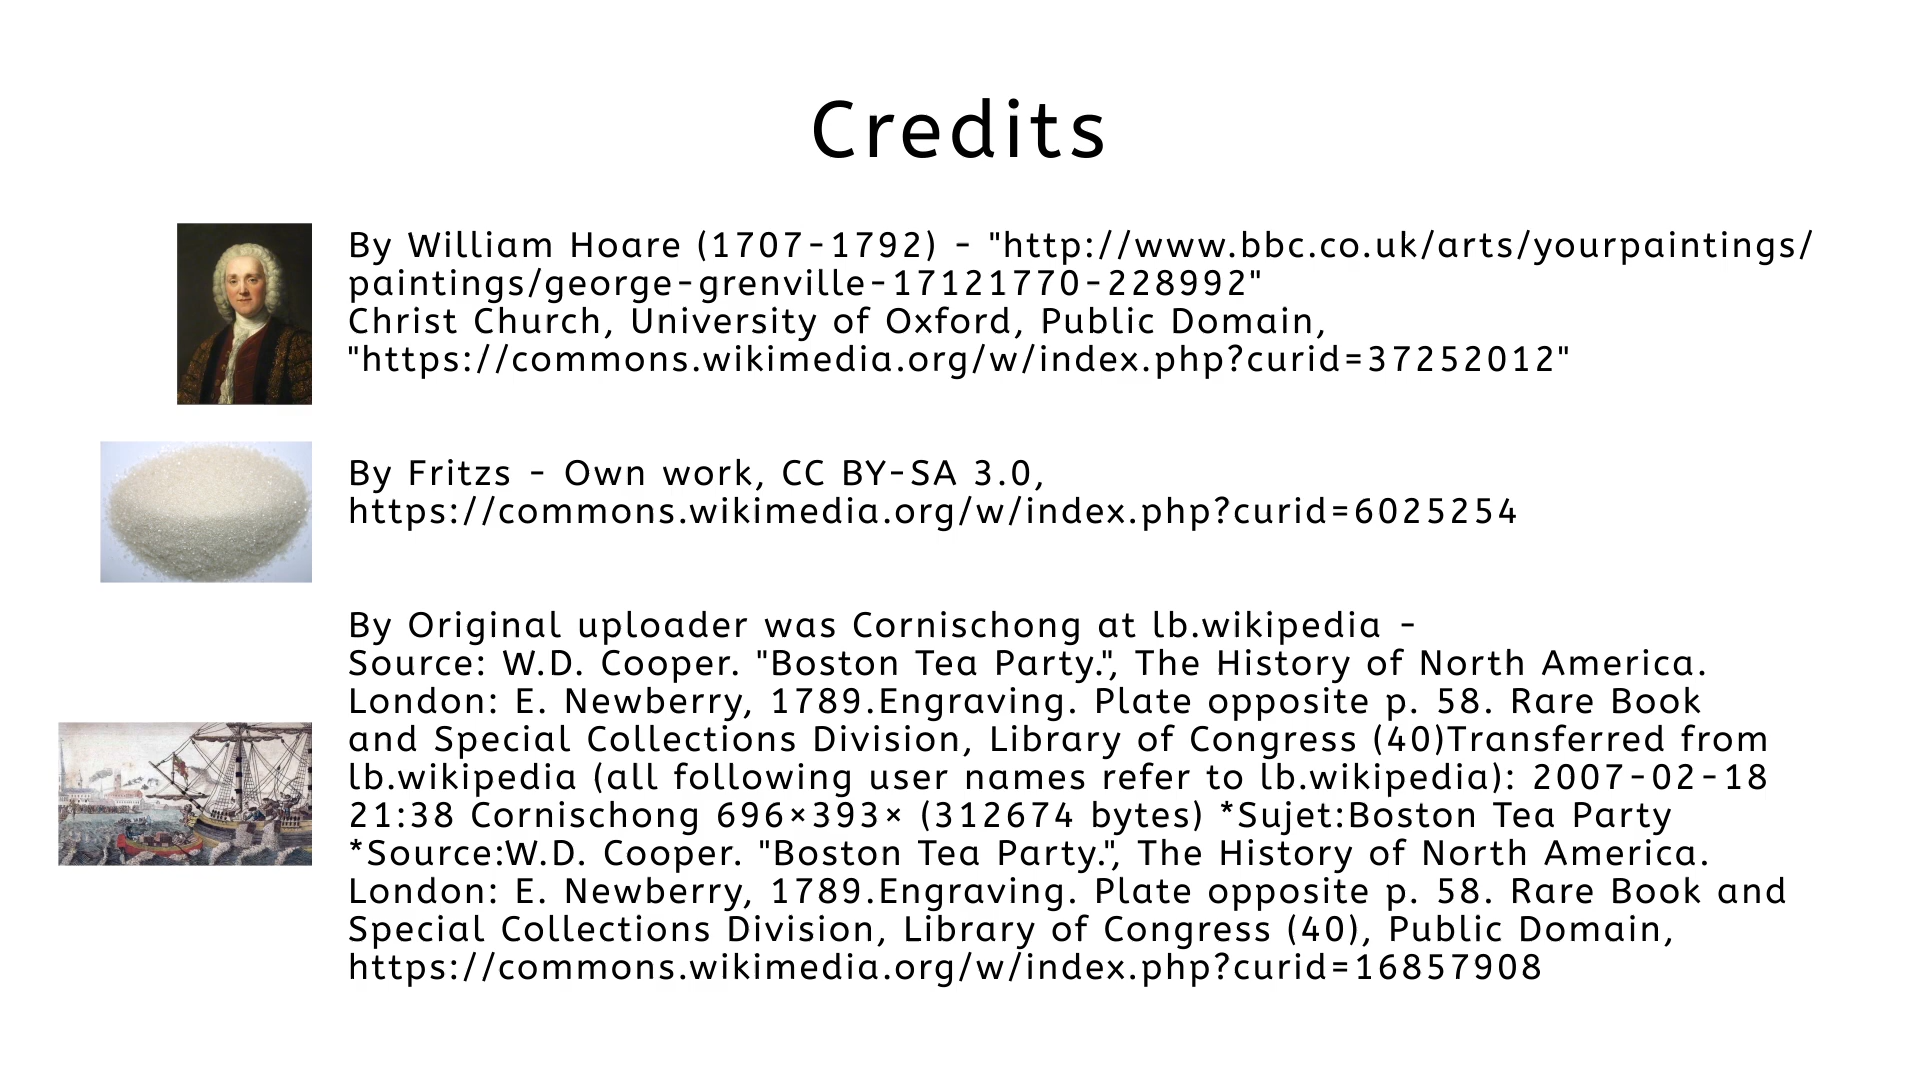 Credits
By William Hoare (1707-1792) - "http://www.bbc.co.uk/arts/yourpaintings/
paintings/george-grenville-17121770-228992"
Christ Church, University of Oxford, Public Domain,
"https://commons.wikimedia.org/w/index.php?curid=37252012"
By Fritzs - Own work, CC BY-SA 3.0,
https://commons.wikimedia.org/w/index.php?curid=6025254
By Original uploader was Cornischong at lb.wikipedia -
Source: W.D. Cooper. "Boston Tea Party.", The History of North America.
London: E. Newberry, 1789.Engraving. Plate opposite p. 58. Rare Book
and Special Collections Division, Library of Congress (40)Transferred from
lb.wikipedia (all following user names refer to lb.wikipedia): 2007-02-18
21:38 Cornischong 696×393× (312674 bytes) *Sujet:Boston Tea Party
*Source:W.D. Cooper. "Boston Tea Party.", The History of North America.
London: E. Newberry, 1789.Engraving. Plate opposite p. 58. Rare Book and
Special Collections Division, Library of Congress (40), Public Domain,
https://commons.wikimedia.org/w/index.php?curid=16857908